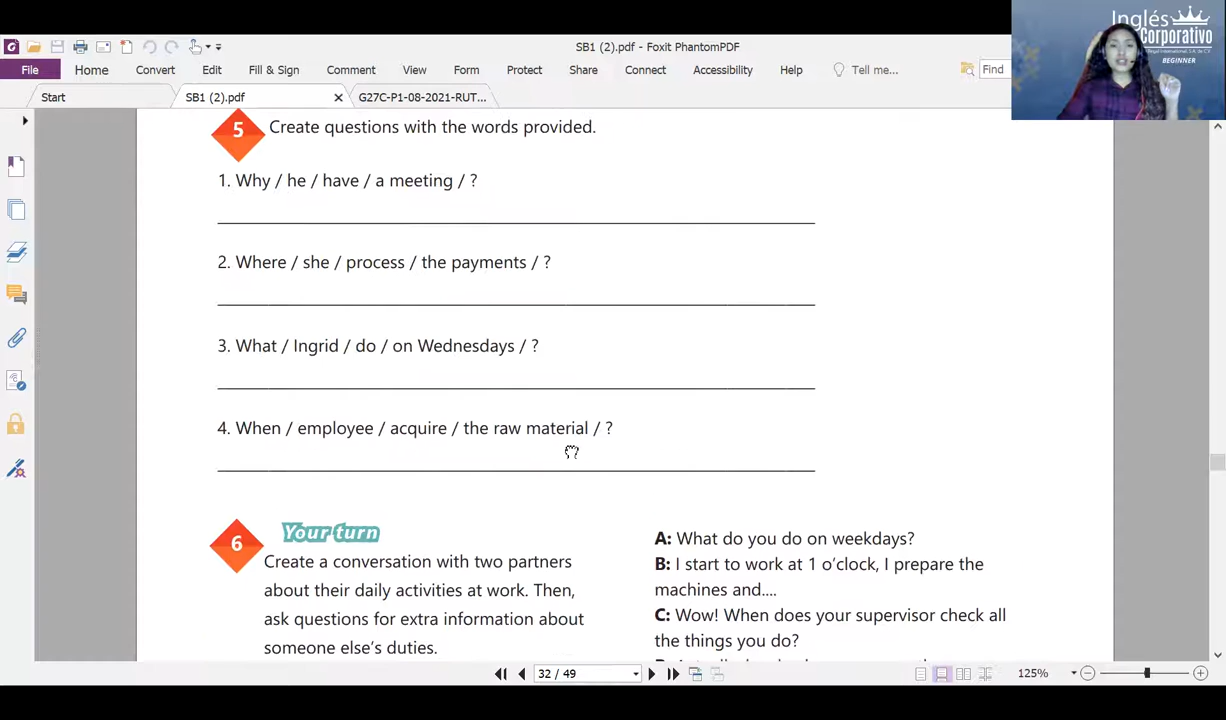 SB1 (2).pdf - Foxit PhantomPDF
File Home Convert Edit Fill & Sign Comment View Form Protect Share Connect Accessibility Help Tell me... Find
Start SB1 (2).pdf G27C-P1-08-2021-RUT...
Inglés
Corporativo
BEGINNER
5 Create questions with the words provided.
1. Why / he / have / a meeting / ?
2. Where / she / process / the payments / ?
3. What / Ingrid / do / on Wednesdays / ?
4. When / employee / acquire / the raw material / ?
6 Your turn
Create a conversation with two partners
about their daily activities at work. Then,
ask questions for extra information about
someone else's duties.
A: What do you do on weekdays?
B: I start to work at 1 o'clock, I prepare the
machines and....
C: Wow! When does your supervisor check all
the things you do?
32 / 49
125%